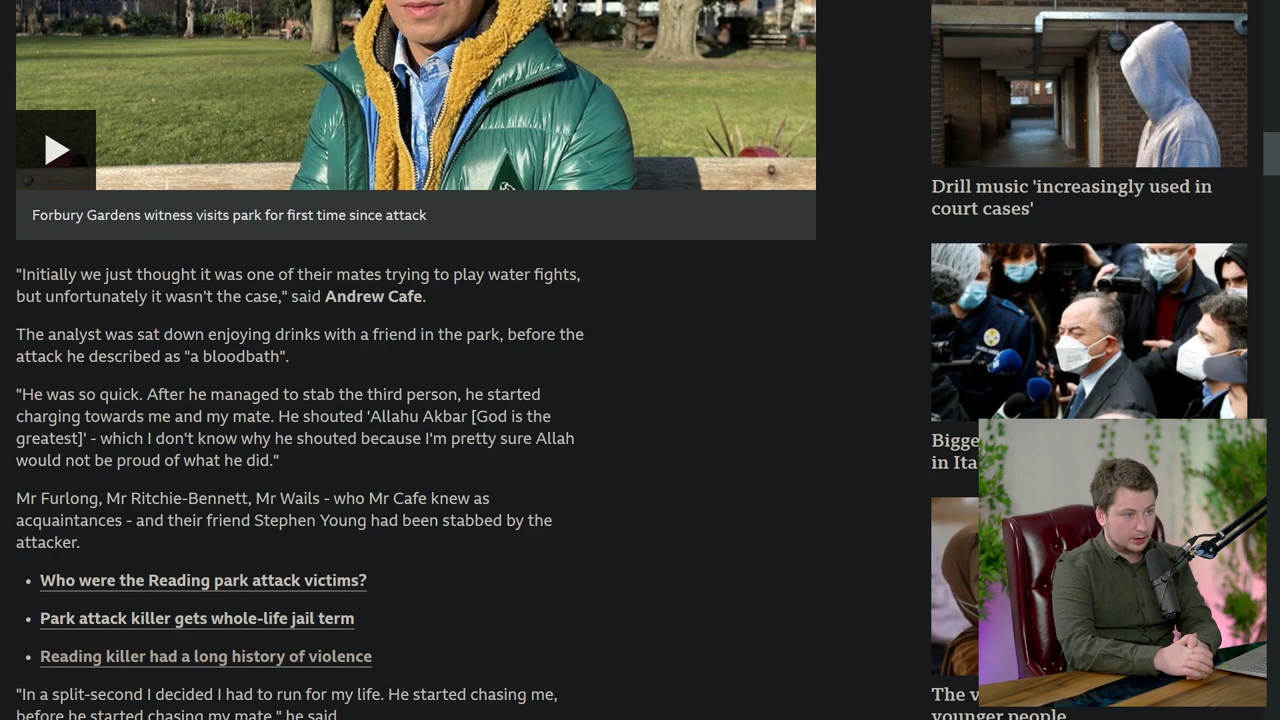 Forbury Gardens witness visits park for first time since attack
"Initially we just thought it was one of their mates trying to play water fights,
but unfortunately it wasn't the case," said Andrew Cafe.
The analyst was sat down enjoying drinks with a friend in the park, before the
attack he described as "a bloodbath".
"He was so quick. After he managed to stab the third person, he started
charging towards me and my mate. He shouted 'Allahu Akbar [God is the
greatest]' - which I don't know why he shouted because I'm pretty sure Allah
would not be proud of what he did."
Mr Furlong, Mr Ritchie-Bennett, Mr Wails - who Mr Cafe knew as
acquaintances - and their friend Stephen Young had been stabbed by the
attacker.
• Who were the Reading park attack victims?
• Park attack killer gets whole-life jail term
• Reading killer had a long history of violence
"In a split-second I decided I had to run for my life. He started chasing me,
before he started chasing my mate," he said
Drill music 'increasingly used in
court cases'
Bigge
in Ita
The v
younger people